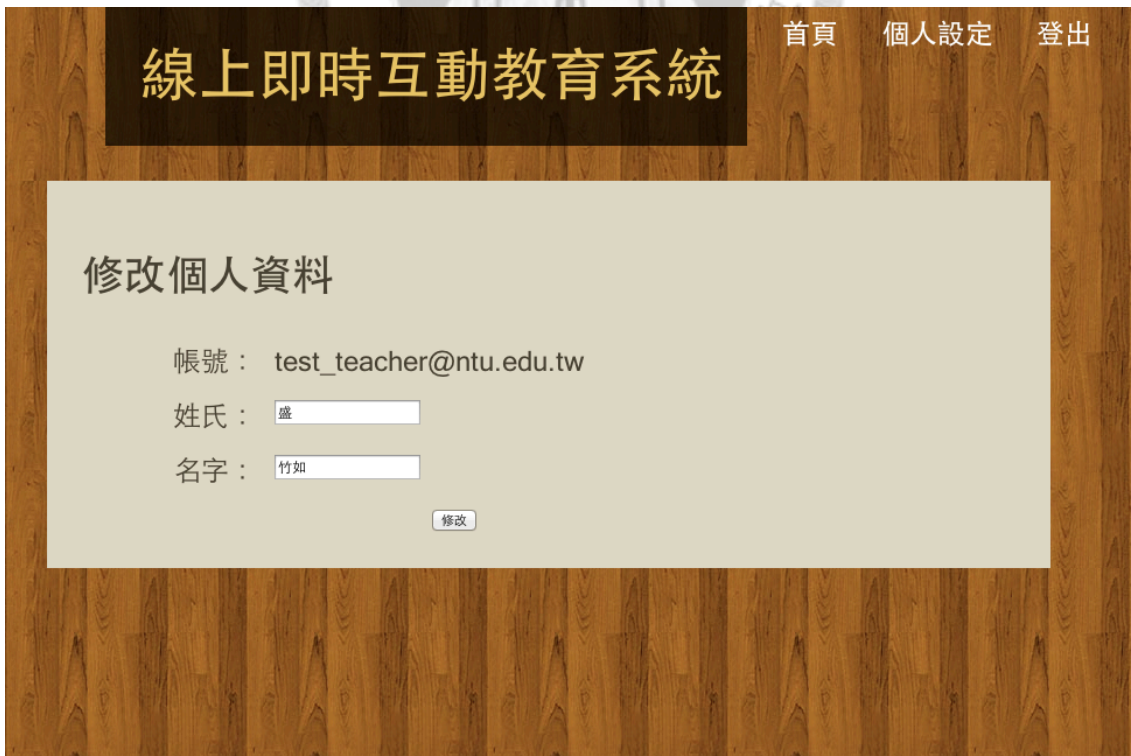 首頁 個人設定 登出
線上即時互動教育系統
修改個人資料
帳號： test_teacher@ntu.edu.tw
姓氏： 盛
名字： 竹如
修改